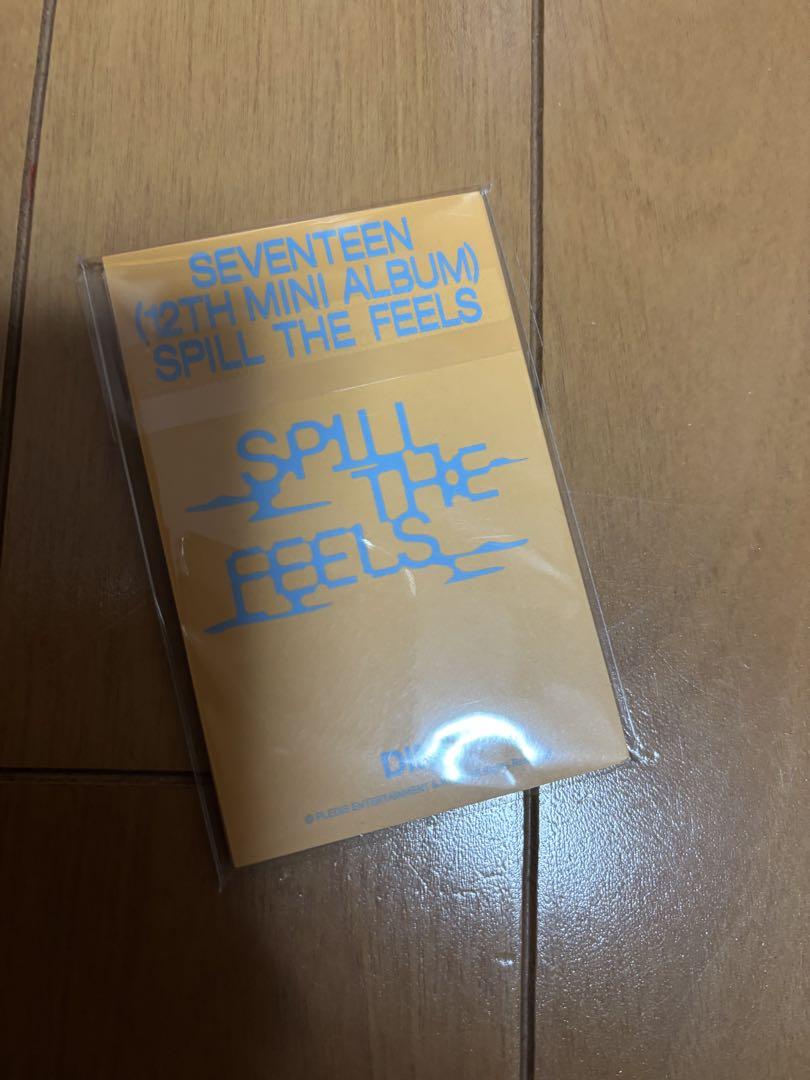 SEVENTEEN
(12TH MINI ALBUM)
SPILL THE FEELS
SPILL
THE
FEELS
© PLEDIS ENTERTAINMENT &